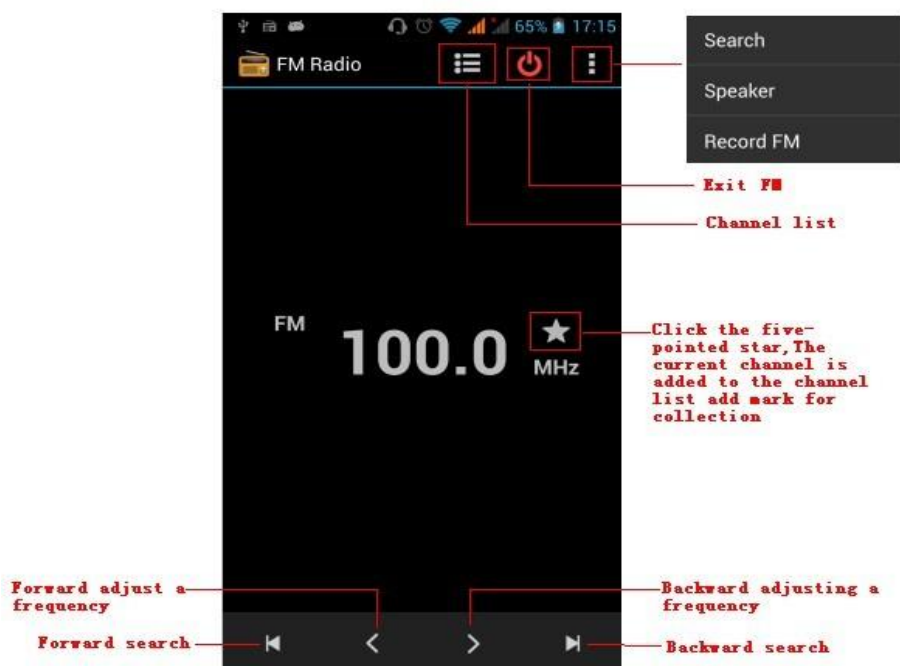 65% 17:15
FM Radio
Search
Speaker
Record FM
Exit FM
Channel list
FM
100.0
MHz
Click the five-
pointed star,The
current channel is
added to the channel
list add mark for
collection
Forward adjust a
frequency
Backward adjusting a
frequency
Forward search
Backward search